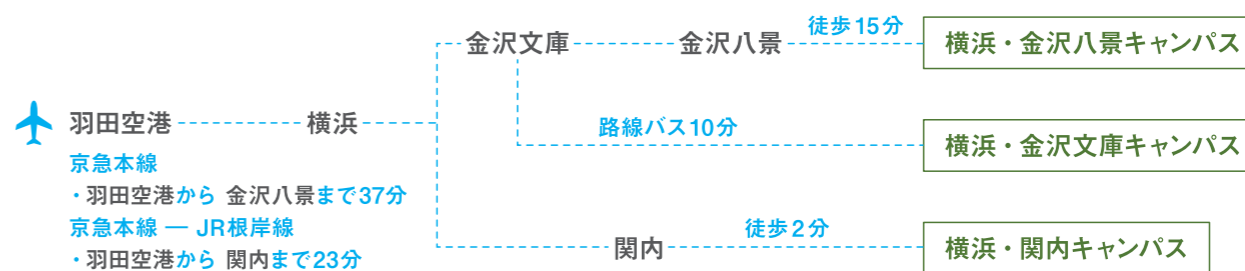 金沢文庫 金沢八景 徒歩15分 横浜・金沢八景キャンパス
羽田空港 横浜 路線バス10分 横浜・金沢文庫キャンパス
京急本線
・羽田空港から 金沢八景まで37分
京急本線 ― JR根岸線
・羽田空港から 関内まで23分
関内 徒歩2分 横浜・関内キャンパス